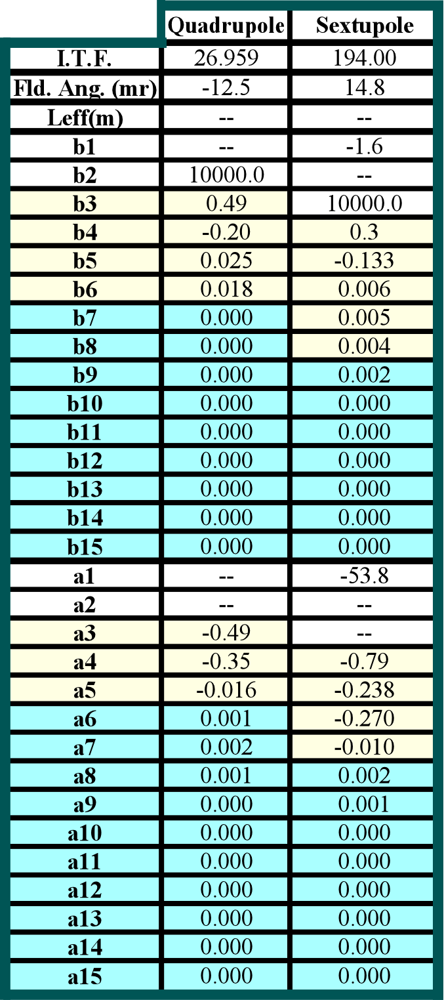 Quadrupole Sextupole
I.T.F. 26.959 194.00
Fld. Ang. (mr) -12.5 14.8
Leff(m) -- --
b1 -- -1.6
b2 10000.0 --
b3 0.49 10000.0
b4 -0.20 0.3
b5 0.025 -0.133
b6 0.018 0.006
b7 0.000 0.005
b8 0.000 0.004
b9 0.000 0.002
b10 0.000 0.000
b11 0.000 0.000
b12 0.000 0.000
b13 0.000 0.000
b14 0.000 0.000
b15 0.000 0.000
a1 -- -53.8
a2 -- --
a3 -0.49 --
a4 -0.35 -0.79
a5 -0.016 -0.238
a6 0.001 -0.270
a7 0.002 -0.010
a8 0.001 0.002
a9 0.000 0.001
a10 0.000 0.000
a11 0.000 0.000
a12 0.000 0.000
a13 0.000 0.000
a14 0.000 0.000
a15 0.000 0.000